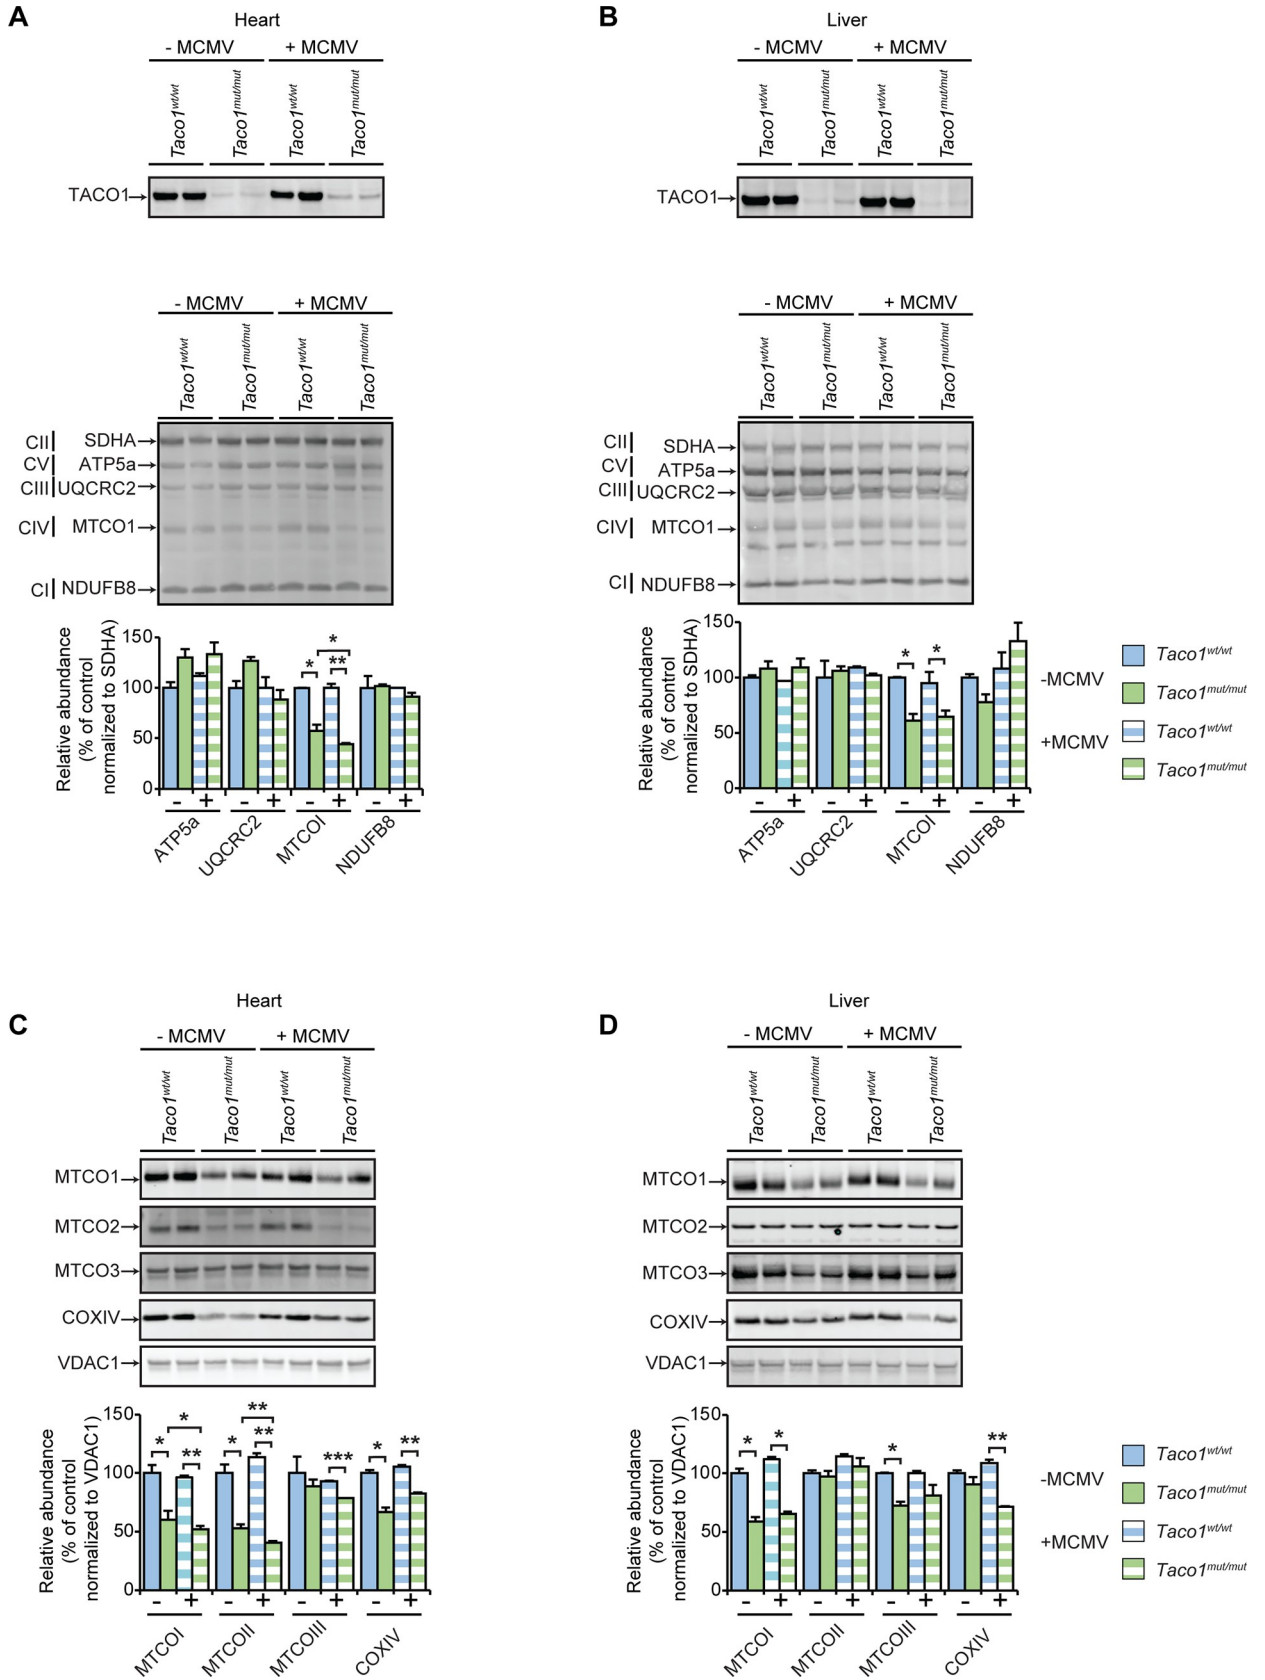 A
Heart
- MCMV + MCMV
Taco1wt/wt Taco1mut/mut Taco1wt/wt Taco1mut/mut
TACO1
- MCMV + MCMV
Taco1wt/wt Taco1mut/mut Taco1wt/wt Taco1mut/mut
CII SDHA
CV ATP5a
CIII UQCRC2
CIV MTCO1
CI NDUFB8
Relative abundance
(% of control
normalized to SDHA)
150
100
50
0
* ** *
- + - + - + - +
ATP5a UQCRC2 MTCOI NDUFB8
B
Liver
- MCMV + MCMV
Taco1wt/wt Taco1mut/mut Taco1wt/wt Taco1mut/mut
TACO1
- MCMV + MCMV
Taco1wt/wt Taco1mut/mut Taco1wt/wt Taco1mut/mut
CII SDHA
CV ATP5a
CIII UQCRC2
CIV MTCO1
CI NDUFB8
Relative abundance
(% of control
normalized to SDHA)
150
100
50
0
* *
- + - + - + - +
ATP5a UQCRC2 MTCOI NDUFB8
-MCMV
Taco1wt/wt
Taco1mut/mut
+MCMV
Taco1wt/wt
Taco1mut/mut
C
Heart
- MCMV + MCMV
Taco1wt/wt Taco1mut/mut Taco1wt/wt Taco1mut/mut
MTCO1
MTCO2
MTCO3
COXIV
VDAC1
Relative abundance
(% of control
normalized to VDAC1)
150
100
50
0
* ** * * ** ** *** * **
- + - + - + - +
MTCOI MTCOII MTCOIII COXIV
D
Liver
- MCMV + MCMV
Taco1wt/wt Taco1mut/mut Taco1wt/wt Taco1mut/mut
MTCO1
MTCO2
MTCO3
COXIV
VDAC1
Relative abundance
(% of control
normalized to VDAC1)
150
100
50
0
* * * **
- + - + - + - +
MTCOI MTCOII MTCOIII COXIV
-MCMV
Taco1wt/wt
Taco1mut/mut
+MCMV
Taco1wt/wt
Taco1mut/mut